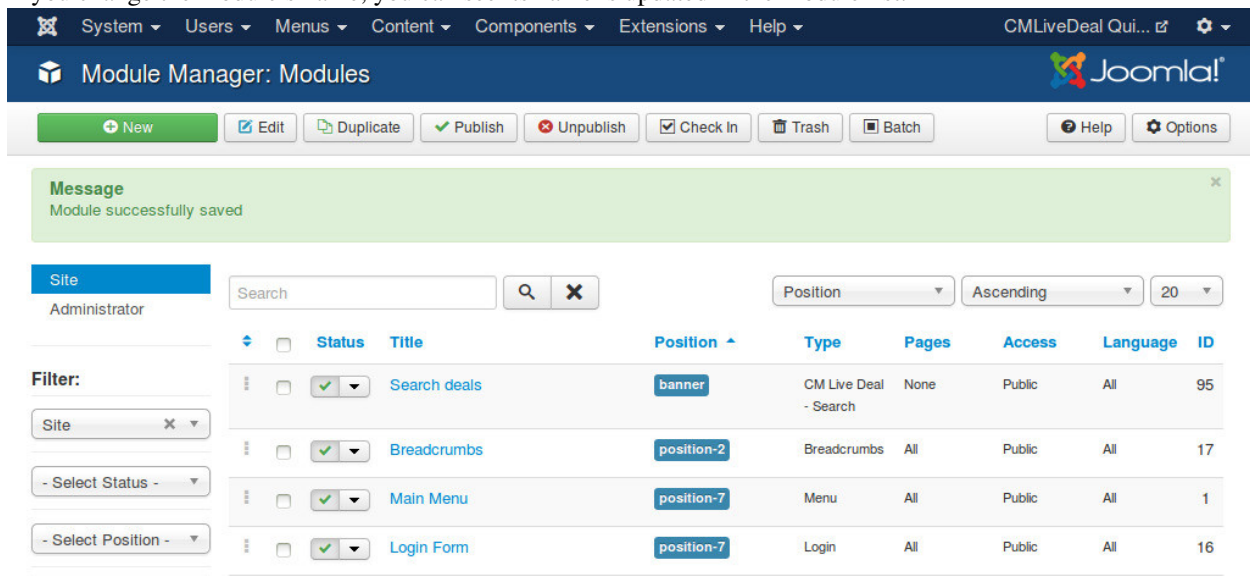 System Users Menus Content Components Extensions Help CMLiveDeal Qui...
Module Manager: Modules Joomla!
New Edit Duplicate Publish Unpublish Check In Trash Batch Help Options
Message
Module successfully saved
Site
Administrator
Search Position Ascending 20
Status Title Position Type Pages Access Language ID
Filter:
Search deals banner CM Live Deal - Search None Public All 95
Site
Breadcrumbs position-2 Breadcrumbs All Public All 17
- Select Status -
Main Menu position-7 Menu All Public All 1
- Select Position -
Login Form position-7 Login All Public All 16